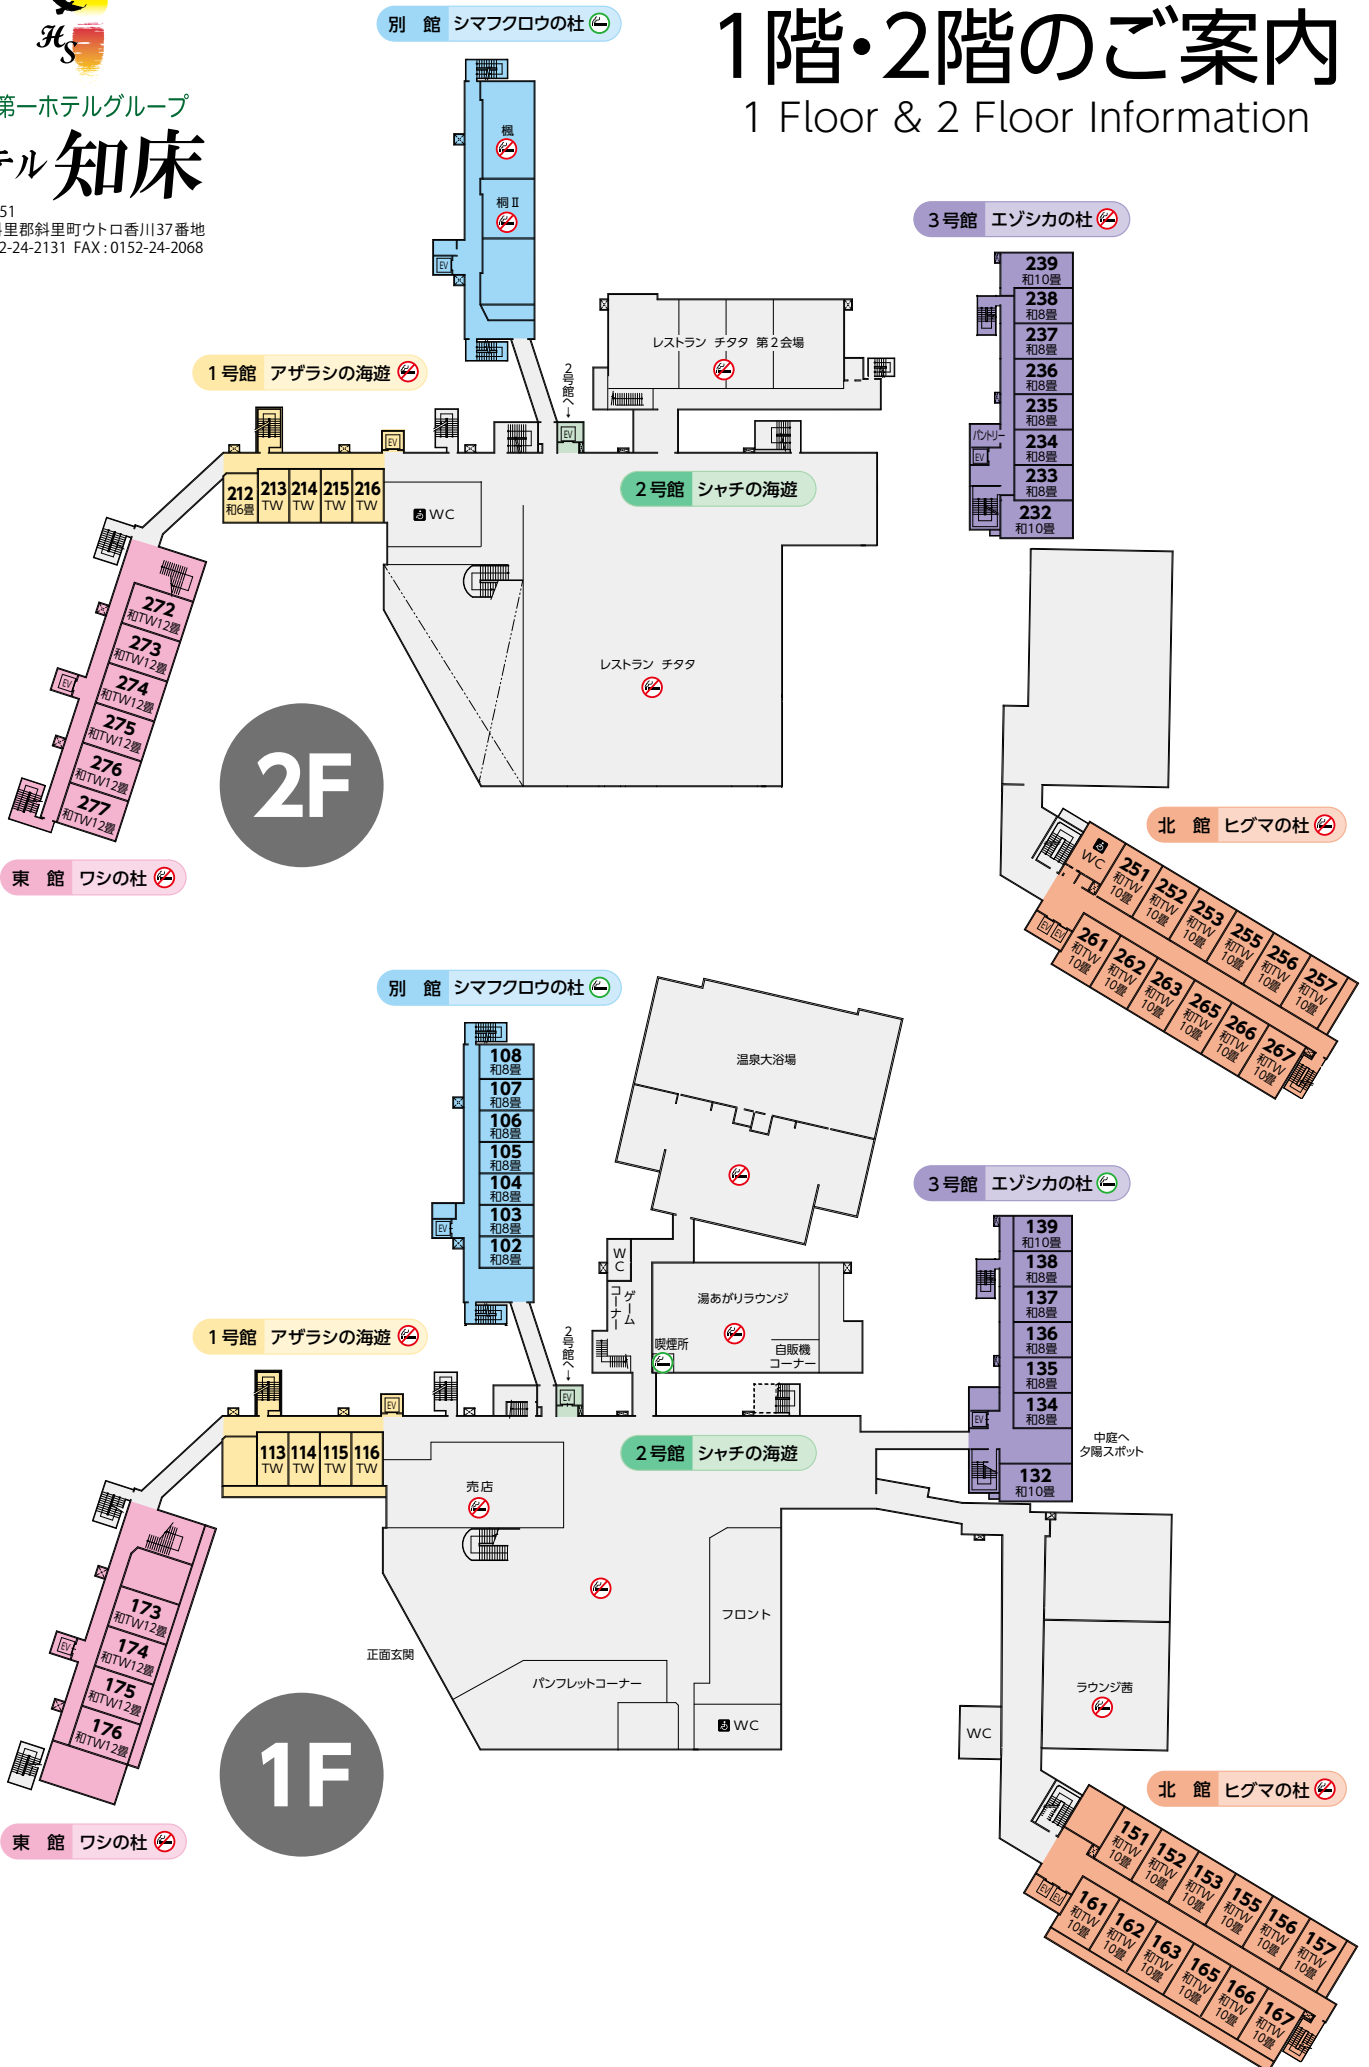 HS
第一ホテルグループ
テル 知床
51
斜里郡斜里町ウトロ香川37番地
2-24-2131 FAX : 0152-24-2068
1階・2階のご案内
1 Floor & 2 Floor Information
別 館 シマフクロウの杜
楓
桐Ⅱ
EV
3号館 エゾシカの杜
239
和10畳
238
和8畳
237
和8畳
236
和8畳
235
和8畳
234
和8畳
233
和8畳
232
和10畳
パントリー
EV
レストラン チタタ 第2会場
2号館へ→
EV
1号館 アザラシの海遊
EV
212
和6畳
213
TW
214
TW
215
TW
216
TW
WC
2号館 シャチの海遊
レストラン チタタ
272
和TW12畳
273
和TW12畳
274
和TW12畳
275
和TW12畳
276
和TW12畳
277
和TW12畳
EV
2F
東 館 ワシの杜
北 館 ヒグマの杜
WC
251
和TW
10畳
252
和TW
10畳
253
和TW
10畳
255
和TW
10畳
256
和TW
10畳
257
和TW
10畳
EV EV
261
和TW
10畳
262
和TW
10畳
263
和TW
10畳
265
和TW
10畳
266
和TW
10畳
267
和TW
10畳
別 館 シマフクロウの杜
108
和8畳
107
和8畳
106
和8畳
105
和8畳
104
和8畳
103
和8畳
102
和8畳
EV
温泉大浴場
WC
ゲーム
コーナー
湯あがりラウンジ
喫煙所
自販機
コーナー
3号館 エゾシカの杜
139
和10畳
138
和8畳
137
和8畳
136
和8畳
135
和8畳
134
和8畳
132
和10畳
EV
中庭へ
夕陽スポット
1号館 アザラシの海遊
2号館へ→
EV
EV
113
TW
114
TW
115
TW
116
TW
2号館 シャチの海遊
売店
フロント
正面玄関
パンフレットコーナー
WC
173
和TW12畳
174
和TW12畳
175
和TW12畳
176
和TW12畳
EV
1F
東 館 ワシの杜
ラウンジ茜
WC
北 館 ヒグマの杜
151
和TW
10畳
152
和TW
10畳
153
和TW
10畳
155
和TW
10畳
156
和TW
10畳
157
和TW
10畳
EV EV
161
和TW
10畳
162
和TW
10畳
163
和TW
10畳
165
和TW
10畳
166
和TW
10畳
167
和TW
10畳